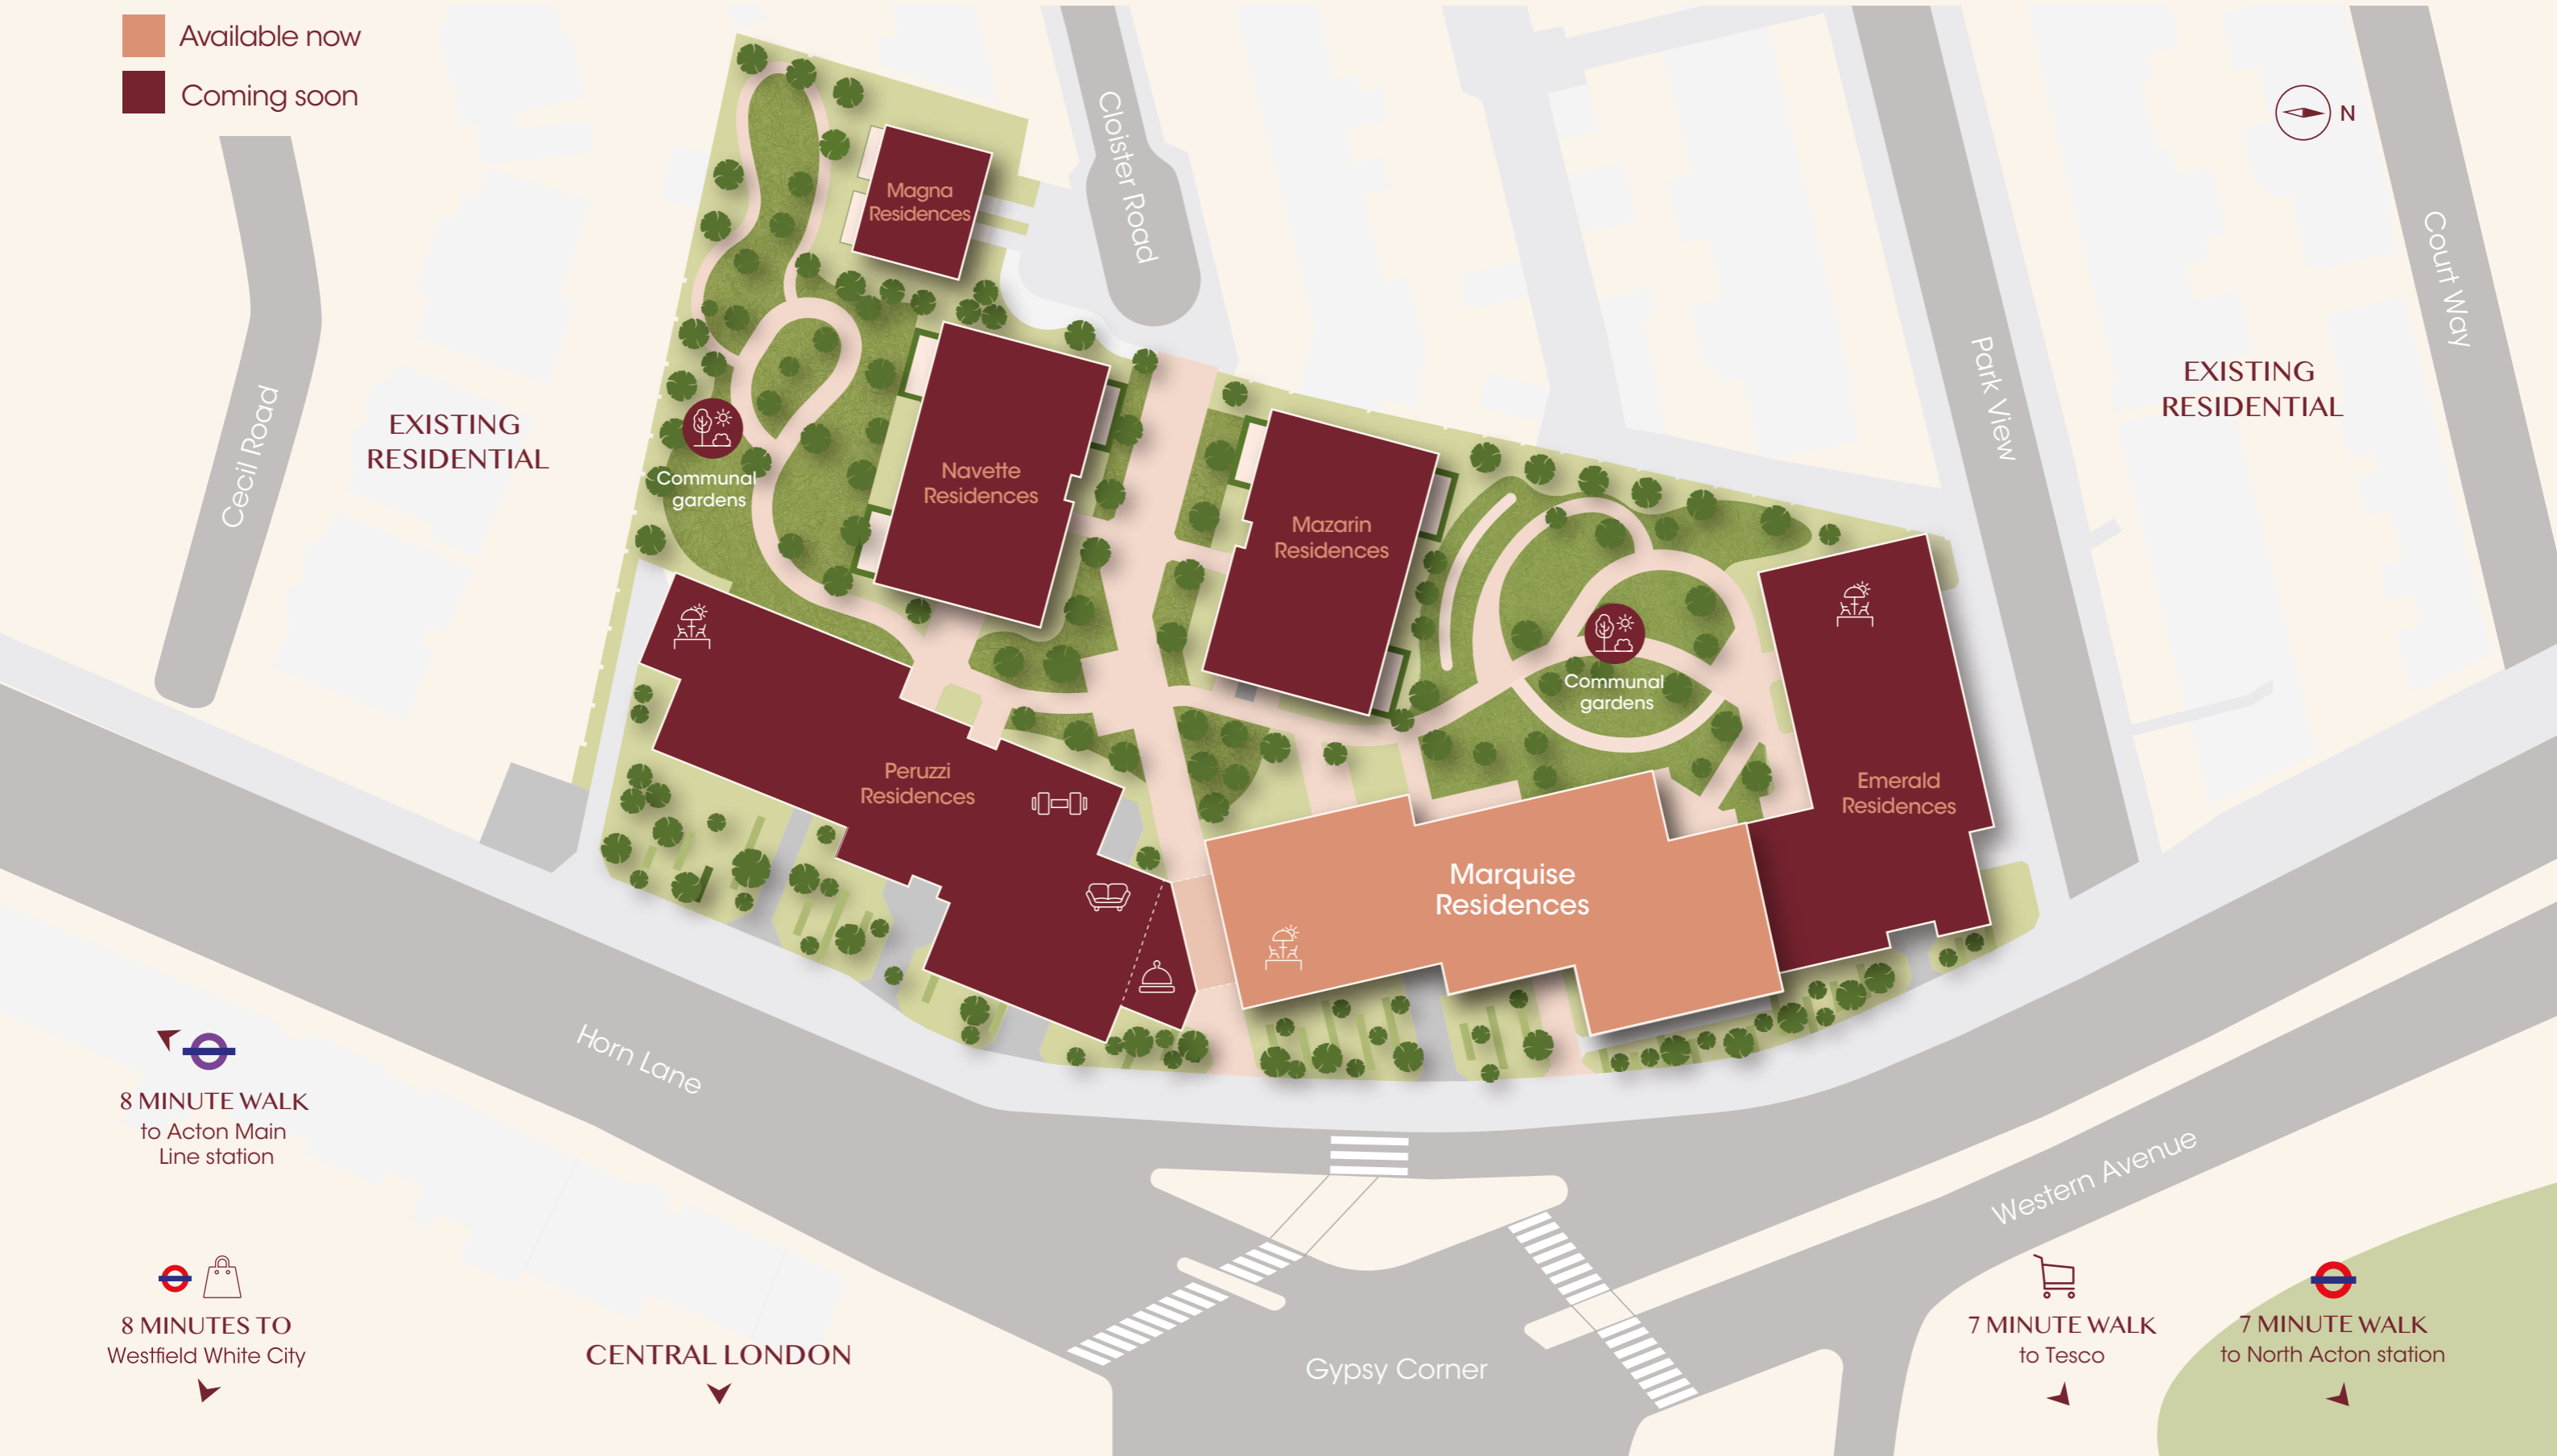 Available now
Coming soon
N
Cloister Road
Magna
Residences
Court Way
Park View
EXISTING
RESIDENTIAL
EXISTING
RESIDENTIAL
Cecil Road
Communal
gardens
Navette
Residences
Mazarin
Residences
Communal
gardens
Peruzzi
Residences
Emerald
Residences
Marquise
Residences
Horn Lane
8 MINUTE WALK
to Acton Main
Line station
Western Avenue
8 MINUTES TO
Westfield White City
CENTRAL LONDON
Gypsy Corner
7 MINUTE WALK
to Tesco
7 MINUTE WALK
to North Acton station